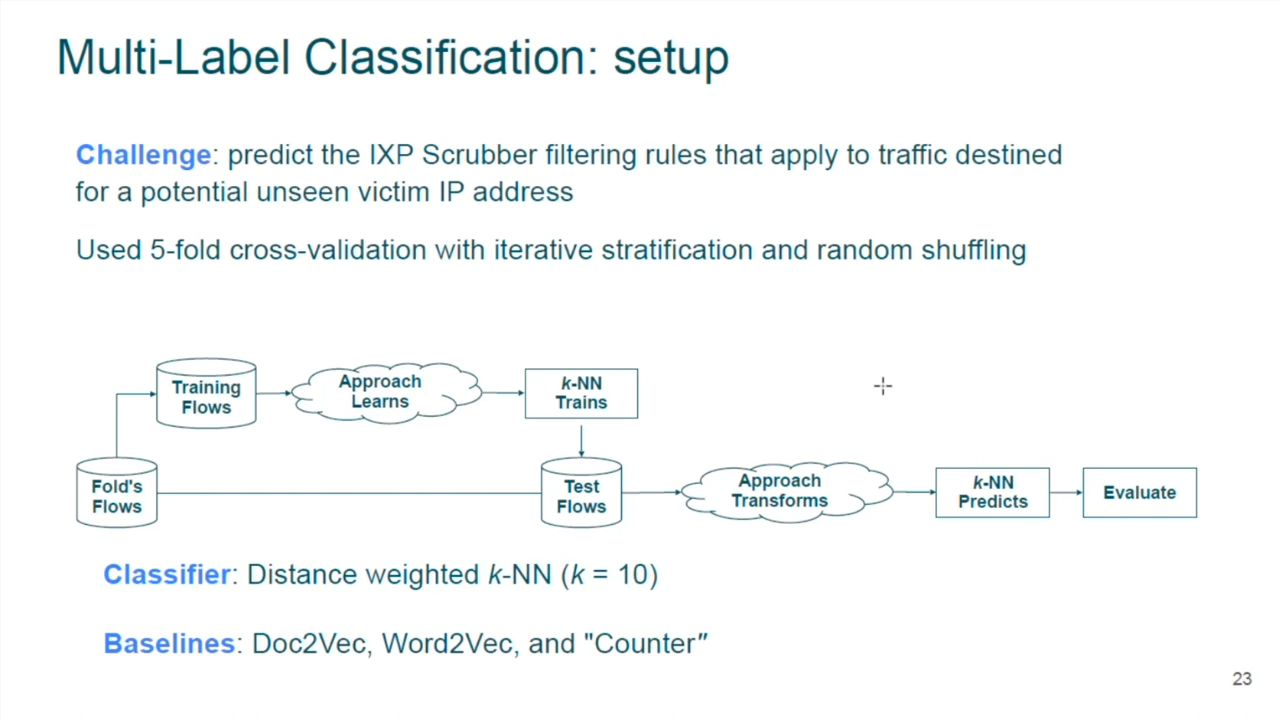 Multi-Label Classification: setup
Challenge: predict the IXP Scrubber filtering rules that apply to traffic destined
for a potential unseen victim IP address
Used 5-fold cross-validation with iterative stratification and random shuffling
Training
Flows
Approach
Learns
k-NN
Trains
Fold's
Flows
Test
Flows
Approach
Transforms
k-NN
Predicts
Evaluate
Classifier: Distance weighted k-NN (k = 10)
Baselines: Doc2Vec, Word2Vec, and "Counter"
23